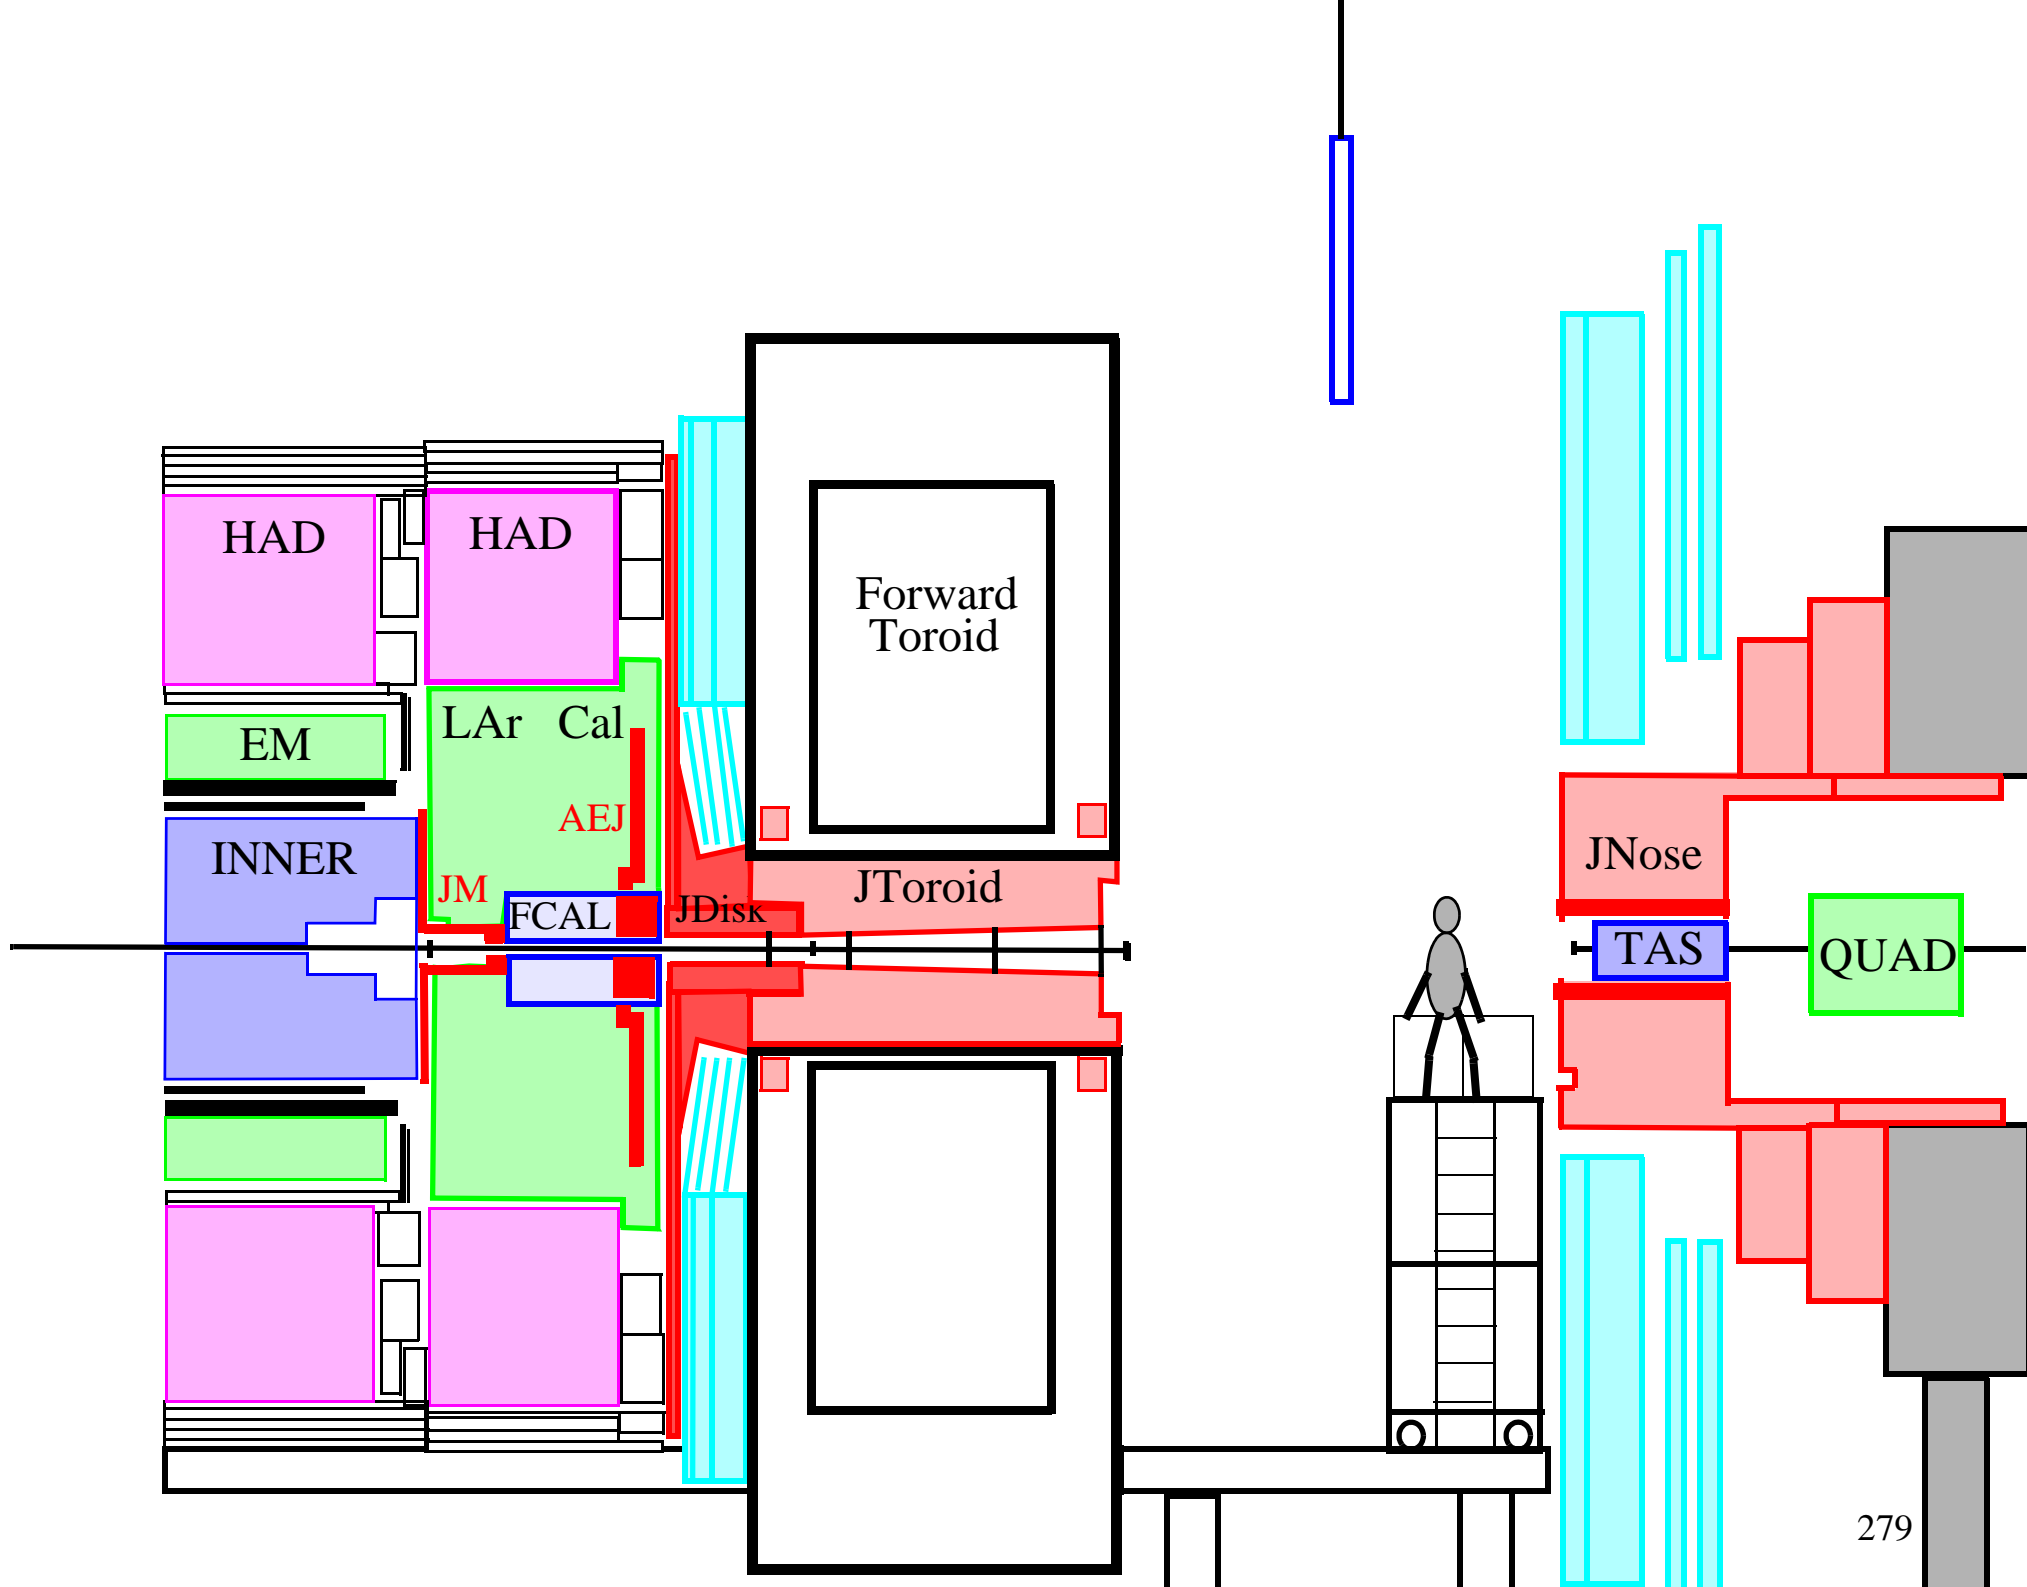 HAD
HAD
Forward
Toroid
LAr Cal
EM
AEJ
INNER
JM
FCAL
JDisk
JToroid
JNose
TAS
QUAD
279